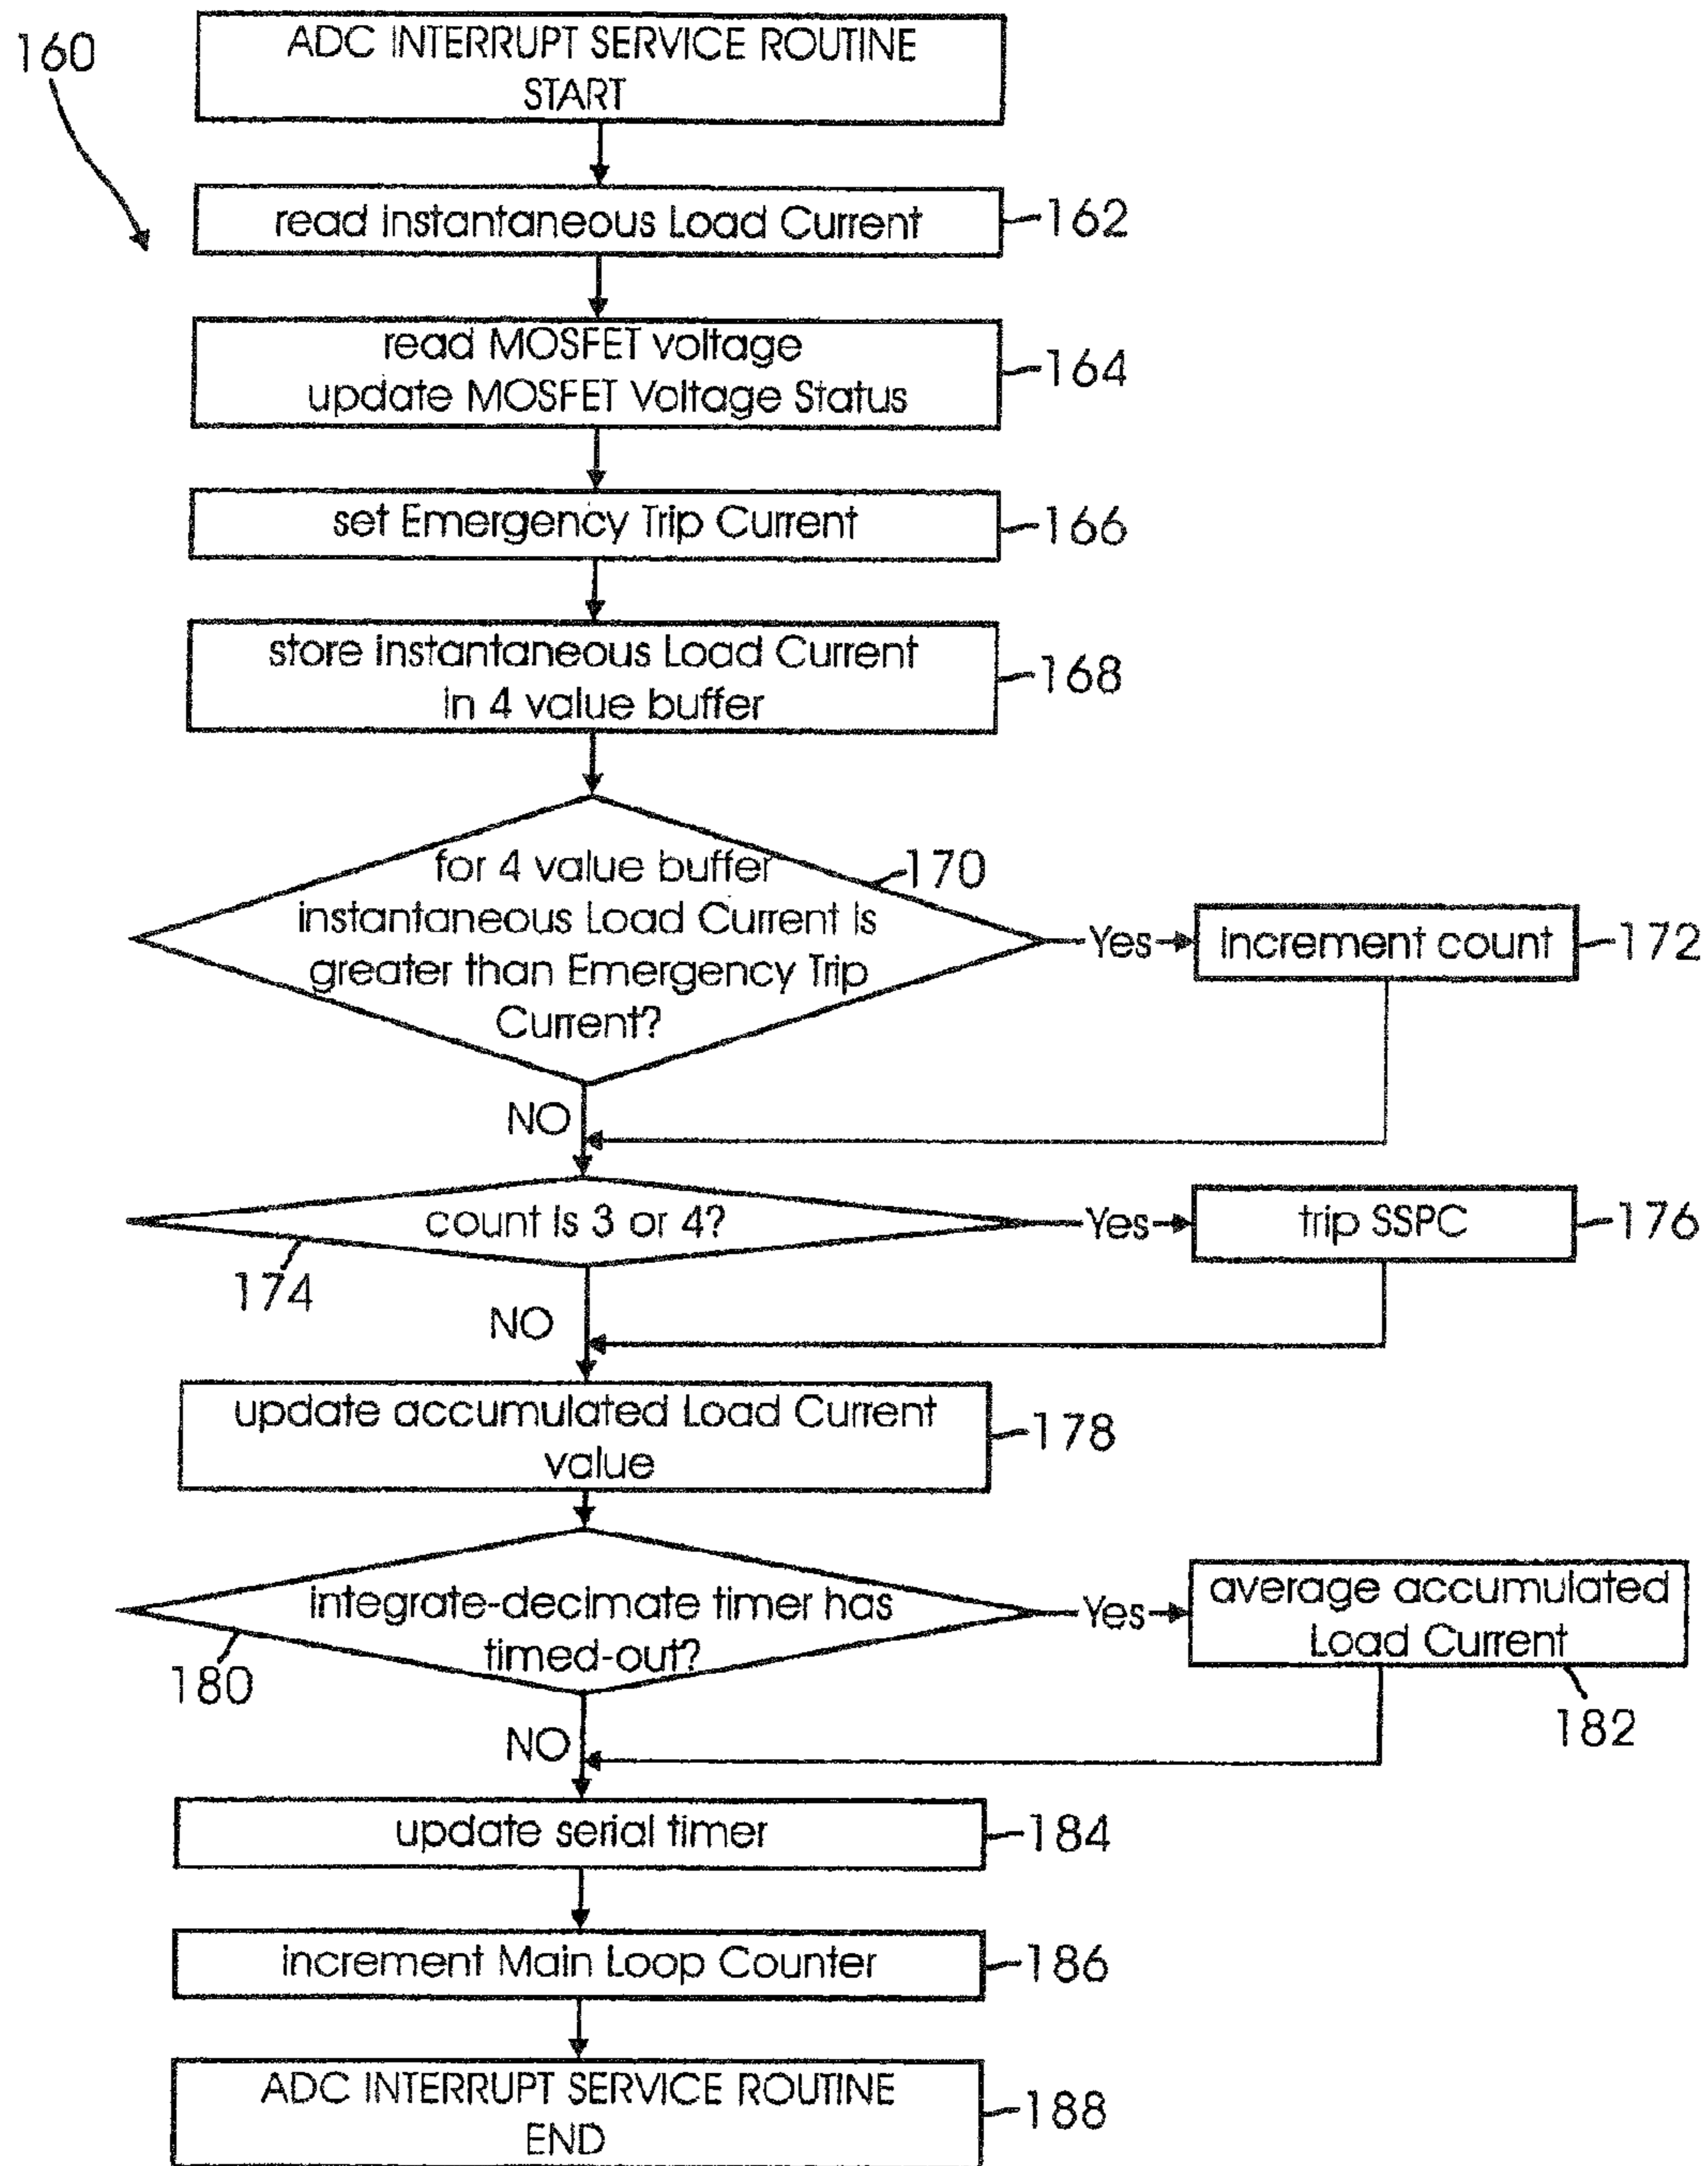 160
ADC INTERRUPT SERVICE ROUTINE
START
read instantaneous Load Current
162
read MOSFET voltage
update MOSFET Voltage Status
164
set Emergency Trip Current
166
store instantaneous Load Current
in 4 value buffer
168
for 4 value buffer
instantaneous Load Current is
greater than Emergency Trip
Current?
170
Yes
increment count
172
NO
count is 3 or 4?
174
Yes
trip SSPC
176
NO
update accumulated Load Current
value
178
integrate-decimate timer has
timed-out?
180
Yes
average accumulated
Load Current
182
NO
update serial timer
184
increment Main Loop Counter
186
ADC INTERRUPT SERVICE ROUTINE
END
188